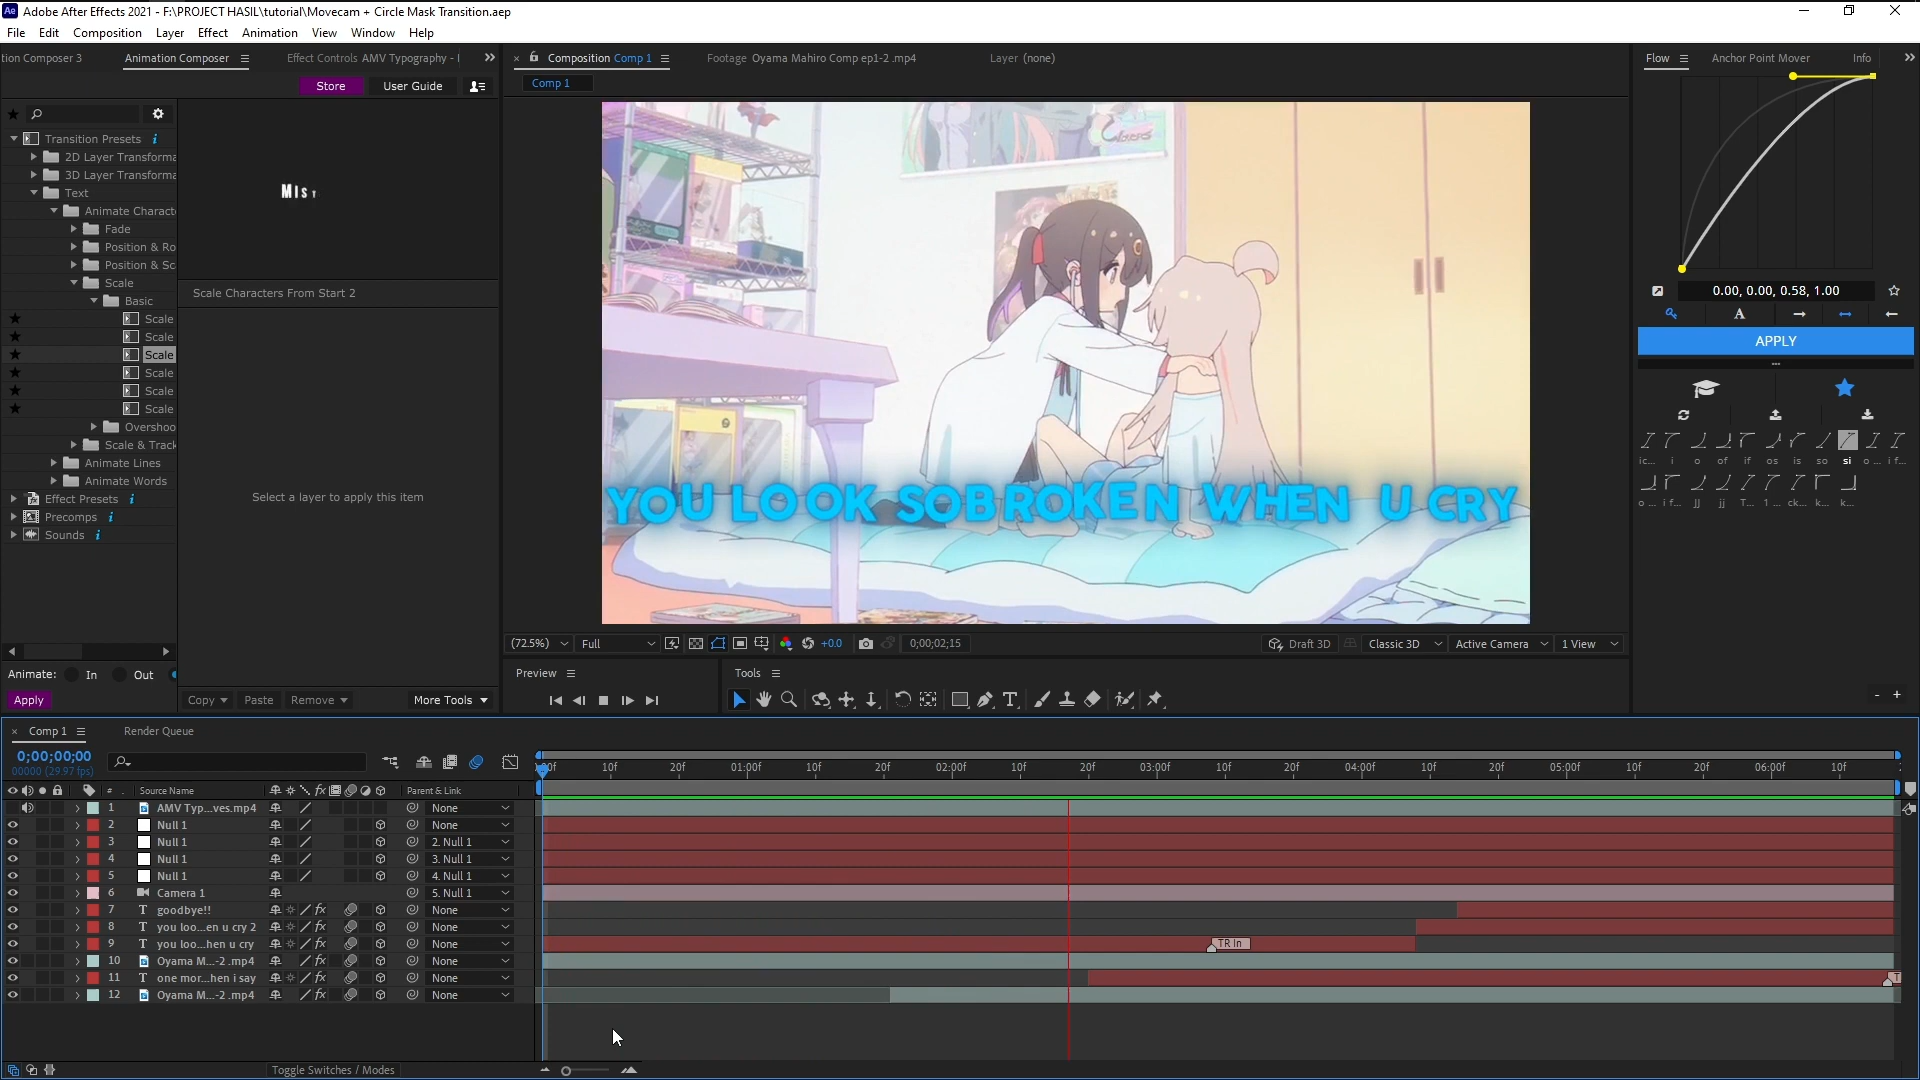 Adobe After Effects 2021 - F:\PROJECT HASIL\tutorial\Movecam + Circle Mask Transition.aep
File Edit Composition Layer Effect Animation View Window Help
tion Composer 3 Animation Composer Effect Controls AMV Typography - I
Composition Comp 1 Footage Oyama Mahiro Comp ep1-2 .mp4 Layer (none)
Flow Anchor Point Mover Info
Store User Guide
Comp 1
Transition Presets
2D Layer Transforma
3D Layer Transforma
Text
Animate Charact
Fade
Position & Ro
Position & Sc
Scale
Basic
Scale
Scale
Scale
Scale
Scale
Scale
Overshoo
Scale & Track
Animate Lines
Animate Words
Effect Presets
Precomps
Sounds
MIST
Scale Characters From Start 2
Select a layer to apply this item
YOU LOOK SOBROKEN WHEN U CRY
0.00, 0.00, 0.58, 1.00
APPLY
ic... i o of if os is so si o ... i f...
o ... i f... jj jj T... 1 ... ck... k... k...
(72.5%) Full +0.0 0;00;02;15 Draft 3D Classic 3D Active Camera 1 View
Animate: In Out
Apply Copy Paste Remove More Tools
Preview Tools
Comp 1 Render Queue
0;00;00;00
00000 (29.97 fps)
10f 20f 01:00f 10f 20f 02:00f 10f 20f 03:00f 10f 20f 04:00f 10f 20f 05:00f 10f 20f 06:00f 10f
# Source Name Parent & Link
1 AMV Typ...ves.mp4 None
2 Null 1 None
3 Null 1 2. Null 1
4 Null 1 3. Null 1
5 Null 1 4. Null 1
6 Camera 1 5. Null 1
7 goodbye!! None
8 you loo...en u cry 2 None
9 you loo...hen u cry None TR In
10 Oyama M...-2 .mp4 None
11 one mor...hen i say None T
12 Oyama M...-2 .mp4 None
Toggle Switches / Modes